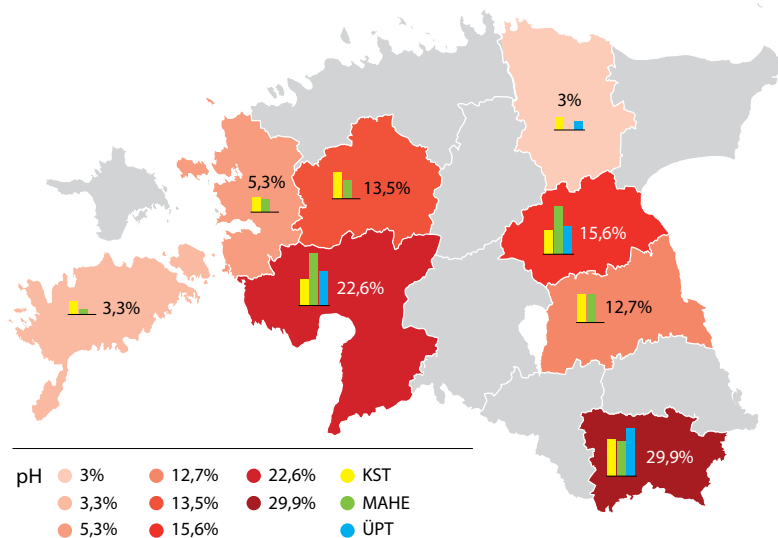 3%
5,3%
13,5%
15,6%
22,6%
3,3%
12,7%
29,9%
pH 3% 12,7% 22,6% KST
3,3% 13,5% 29,9% MAHE
5,3% 15,6% ÜPT